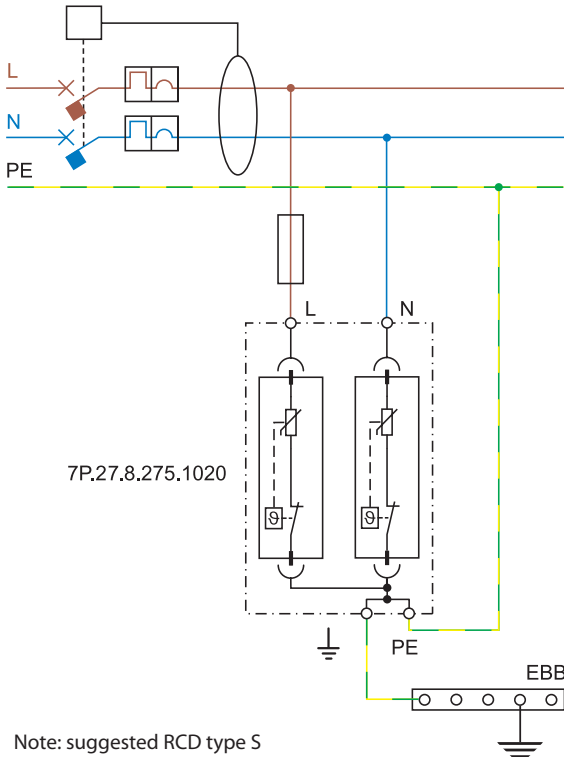 L
N
PE
L
N
7P.27.8.275.1020
ϑ
ϑ
PE
EBB
Note: suggested RCD type S